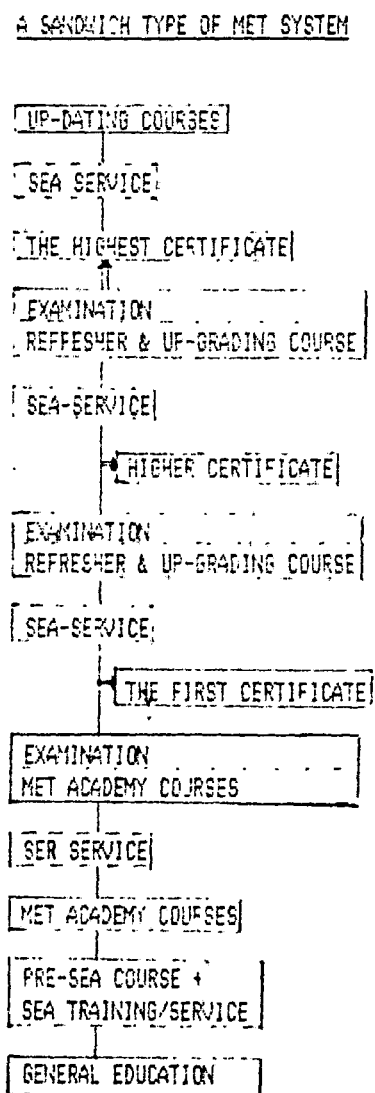 A SANDWICH TYPE OF MET SYSTEM
UP-DATING COURSES
SEA SERVICE
THE HIGHEST CERTIFICATE
EXAMINATION
REFRESHER & UP-GRADING COURSE
SEA-SERVICE
HIGHER CERTIFICATE
EXAMINATION
REFRESHER & UP-GRADING COURSE
SEA-SERVICE
THE FIRST CERTIFICATE
EXAMINATION
MET ACADEMY COURSES
SER SERVICE
MET ACADEMY COURSES
PRE-SEA COURSE +
SEA TRAINING/SERVICE
GENERAL EDUCATION